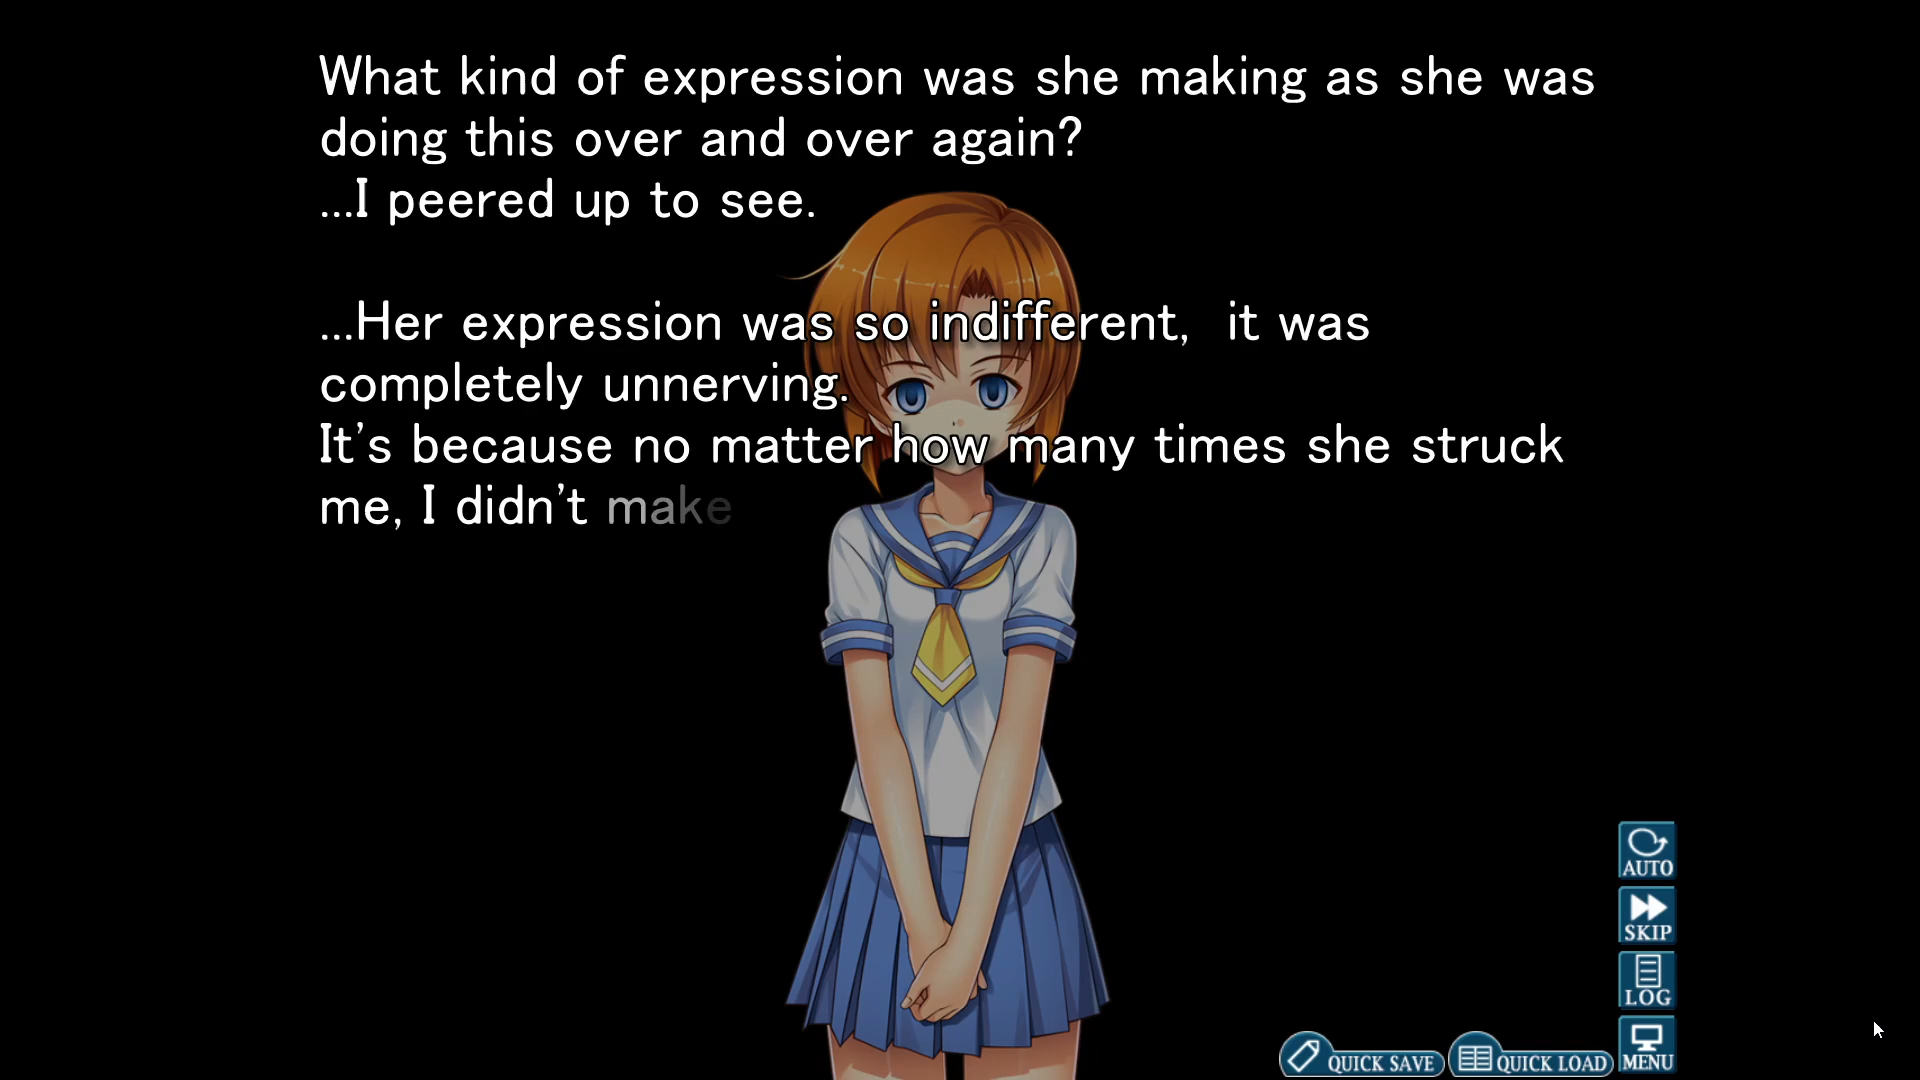 What kind of expression was she making as she was
doing this over and over again?
...I peered up to see.
...Her expression was so indifferent, it was
completely unnerving.
It's because no matter how many times she struck
me, I didn't make
AUTO
SKIP
LOG
MENU
QUICK SAVE
QUICK LOAD